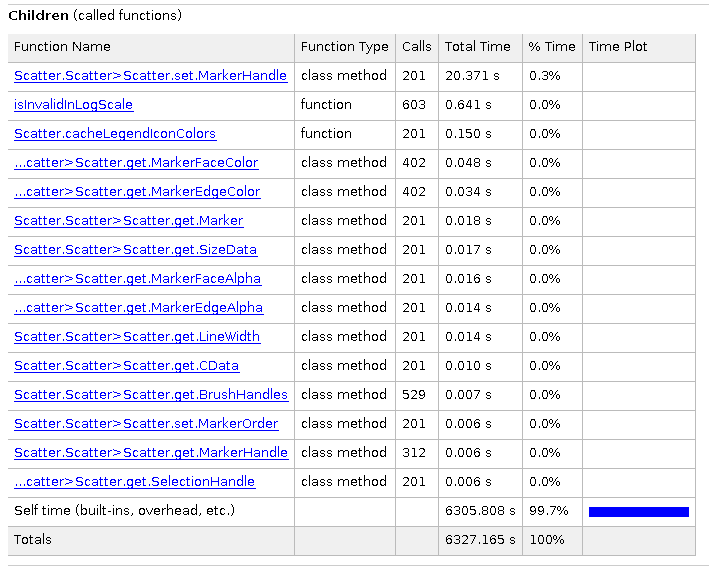 Children (called functions)
Function Name Function Type Calls Total Time % Time Time Plot
Scatter.Scatter>Scatter.set.MarkerHandle class method 201 20.371 s 0.3%
isInvalidInLogScale function 603 0.641 s 0.0%
Scatter.cacheLegendIconColors function 201 0.150 s 0.0%
...catter>Scatter.get.MarkerFaceColor class method 402 0.048 s 0.0%
...catter>Scatter.get.MarkerEdgeColor class method 402 0.034 s 0.0%
Scatter.Scatter>Scatter.get.Marker class method 201 0.018 s 0.0%
Scatter.Scatter>Scatter.get.SizeData class method 201 0.017 s 0.0%
...catter>Scatter.get.MarkerFaceAlpha class method 201 0.016 s 0.0%
...catter>Scatter.get.MarkerEdgeAlpha class method 201 0.014 s 0.0%
Scatter.Scatter>Scatter.get.LineWidth class method 201 0.014 s 0.0%
Scatter.Scatter>Scatter.get.CData class method 201 0.010 s 0.0%
Scatter.Scatter>Scatter.get.BrushHandles class method 529 0.007 s 0.0%
Scatter.Scatter>Scatter.set.MarkerOrder class method 201 0.006 s 0.0%
Scatter.Scatter>Scatter.get.MarkerHandle class method 312 0.006 s 0.0%
...catter>Scatter.get.SelectionHandle class method 201 0.006 s 0.0%
Self time (built-ins, overhead, etc.) 6305.808 s 99.7%
Totals 6327.165 s 100%